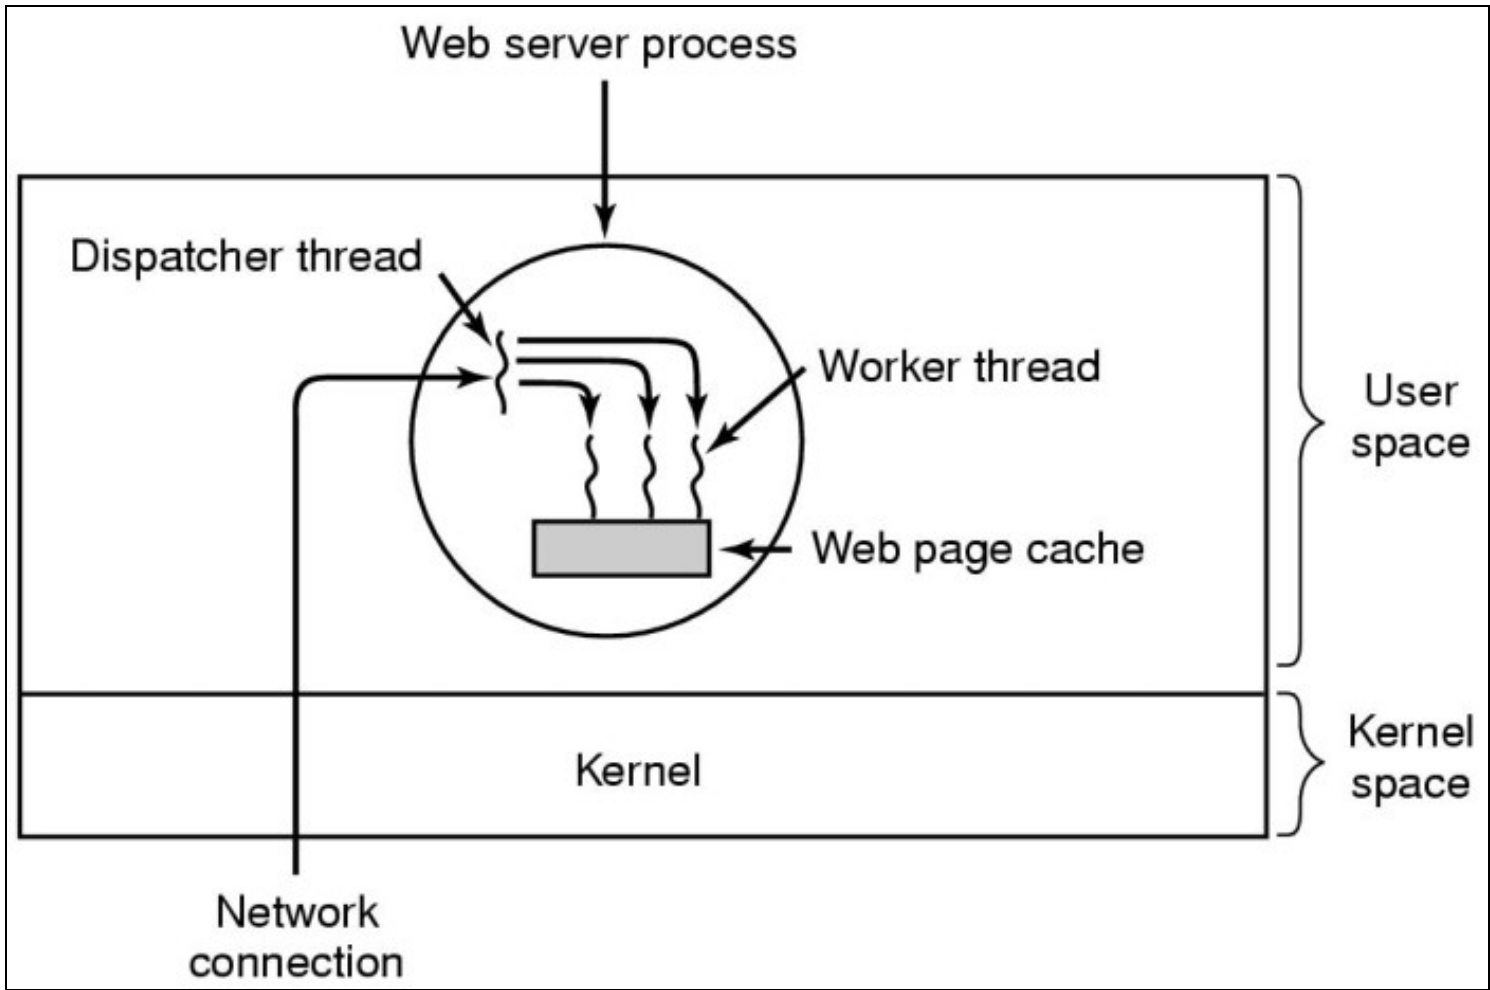 Web server process
Dispatcher thread
Worker thread
User
space
Web page cache
Kernel
Kernel
space
Network
connection